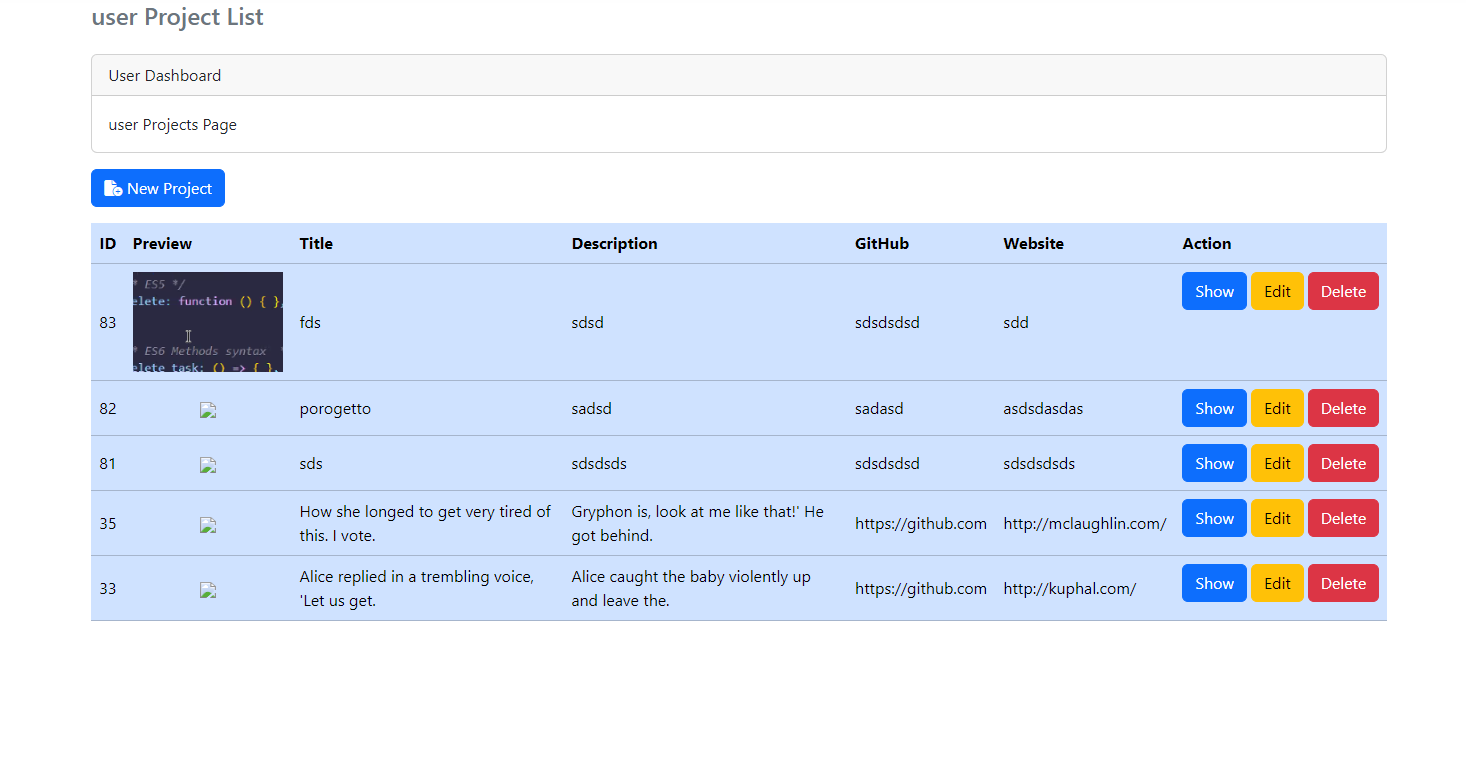 user Project List
User Dashboard
user Projects Page
New Project
ID Preview Title Description GitHub Website Action
* ES5 */
elete: function () { },
* ES6 Methods syntax
elete task: () => { },
83 fds sdsd sdsdsdsd sdd Show Edit Delete
82 porogetto sadsd sadasd asdsdasdas Show Edit Delete
81 sds sdsdsds sdsdsdsd sdsdsdsds Show Edit Delete
35 How she longed to get very tired of this. I vote. Gryphon is, look at me like that!' He got behind. https://github.com http://mclaughlin.com/ Show Edit Delete
33 Alice replied in a trembling voice, 'Let us get. Alice caught the baby violently up and leave the. https://github.com http://kuphal.com/ Show Edit Delete